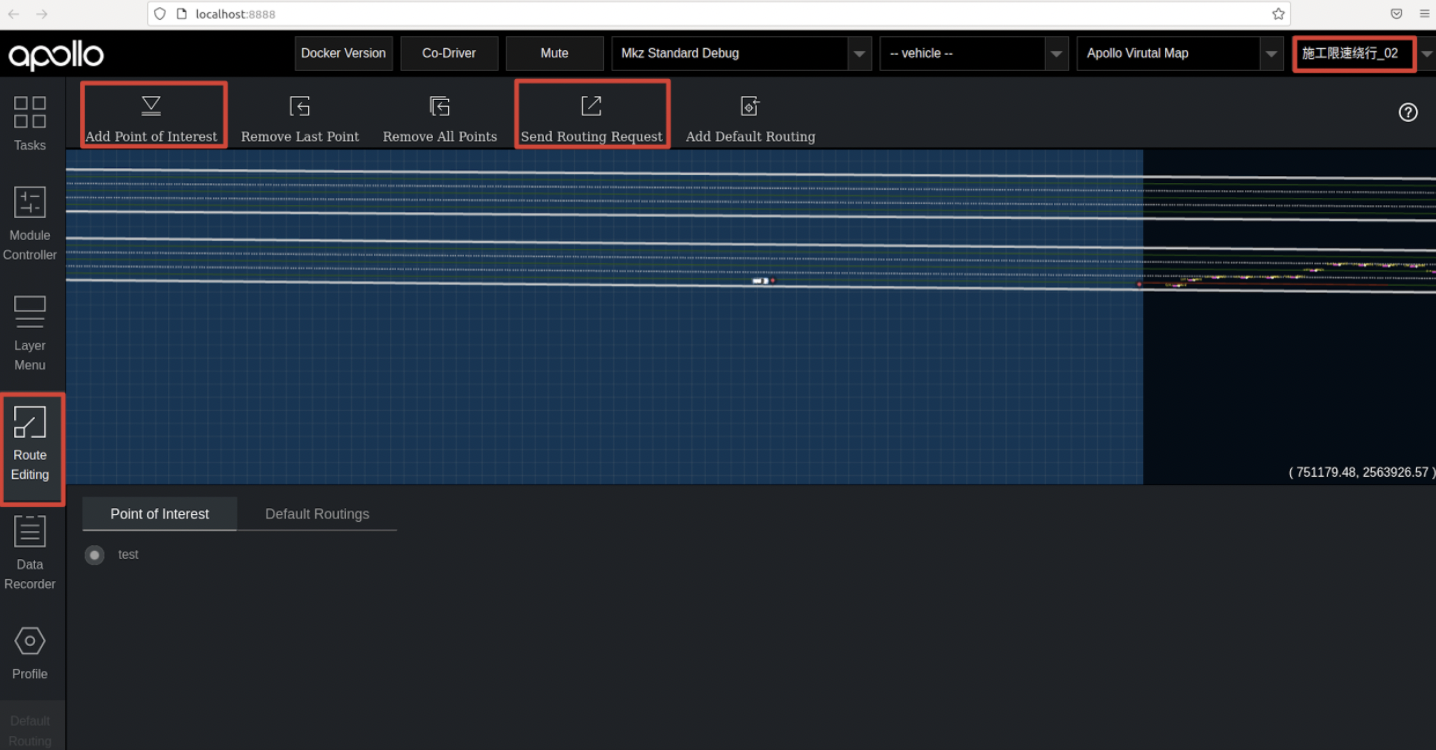 localhost:8888
apollo
Docker Version
Co-Driver
Mute
Mkz Standard Debug
-- vehicle --
Apollo Virutal Map
施工限速绕行_02
Tasks
Module
Controller
Layer
Menu
Route
Editing
Data
Recorder
Profile
Default
Routing
Add Point of Interest
Remove Last Point
Remove All Points
Send Routing Request
Add Default Routing
( 751179.48, 2563926.57 )
Point of Interest
Default Routings
test